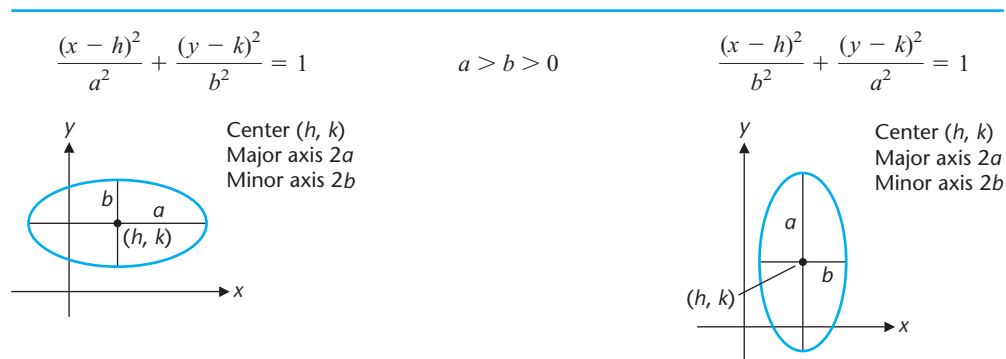 (x − h)²/a² + (y − k)²/b² = 1
a > b > 0
(x − h)²/b² + (y − k)²/a² = 1
y
Center (h, k)
Major axis 2a
Minor axis 2b
b
a
(h, k)
x
y
Center (h, k)
Major axis 2a
Minor axis 2b
a
b
(h, k)
x